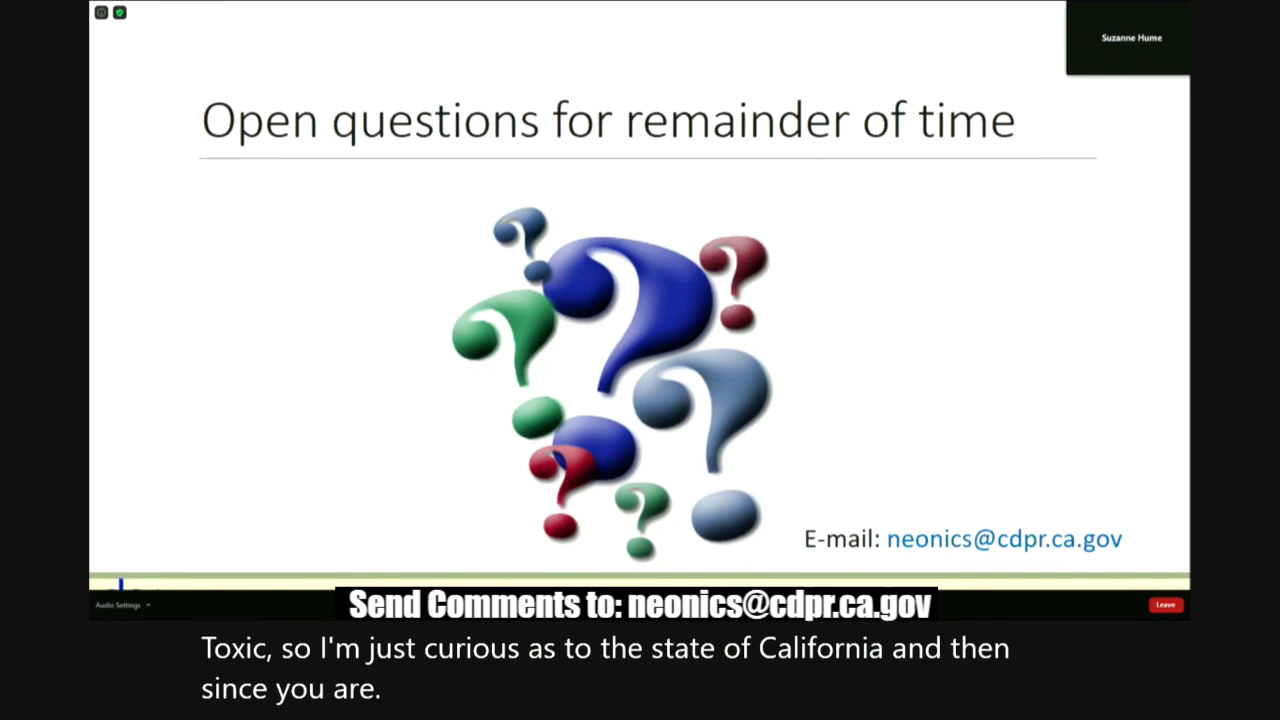 Suzanne Hume
Open questions for remainder of time
E-mail: neonics@cdpr.ca.gov
Audio Settings
Send Comments to: neonics@cdpr.ca.gov
Leave
Toxic, so I'm just curious as to the state of California and then
since you are.